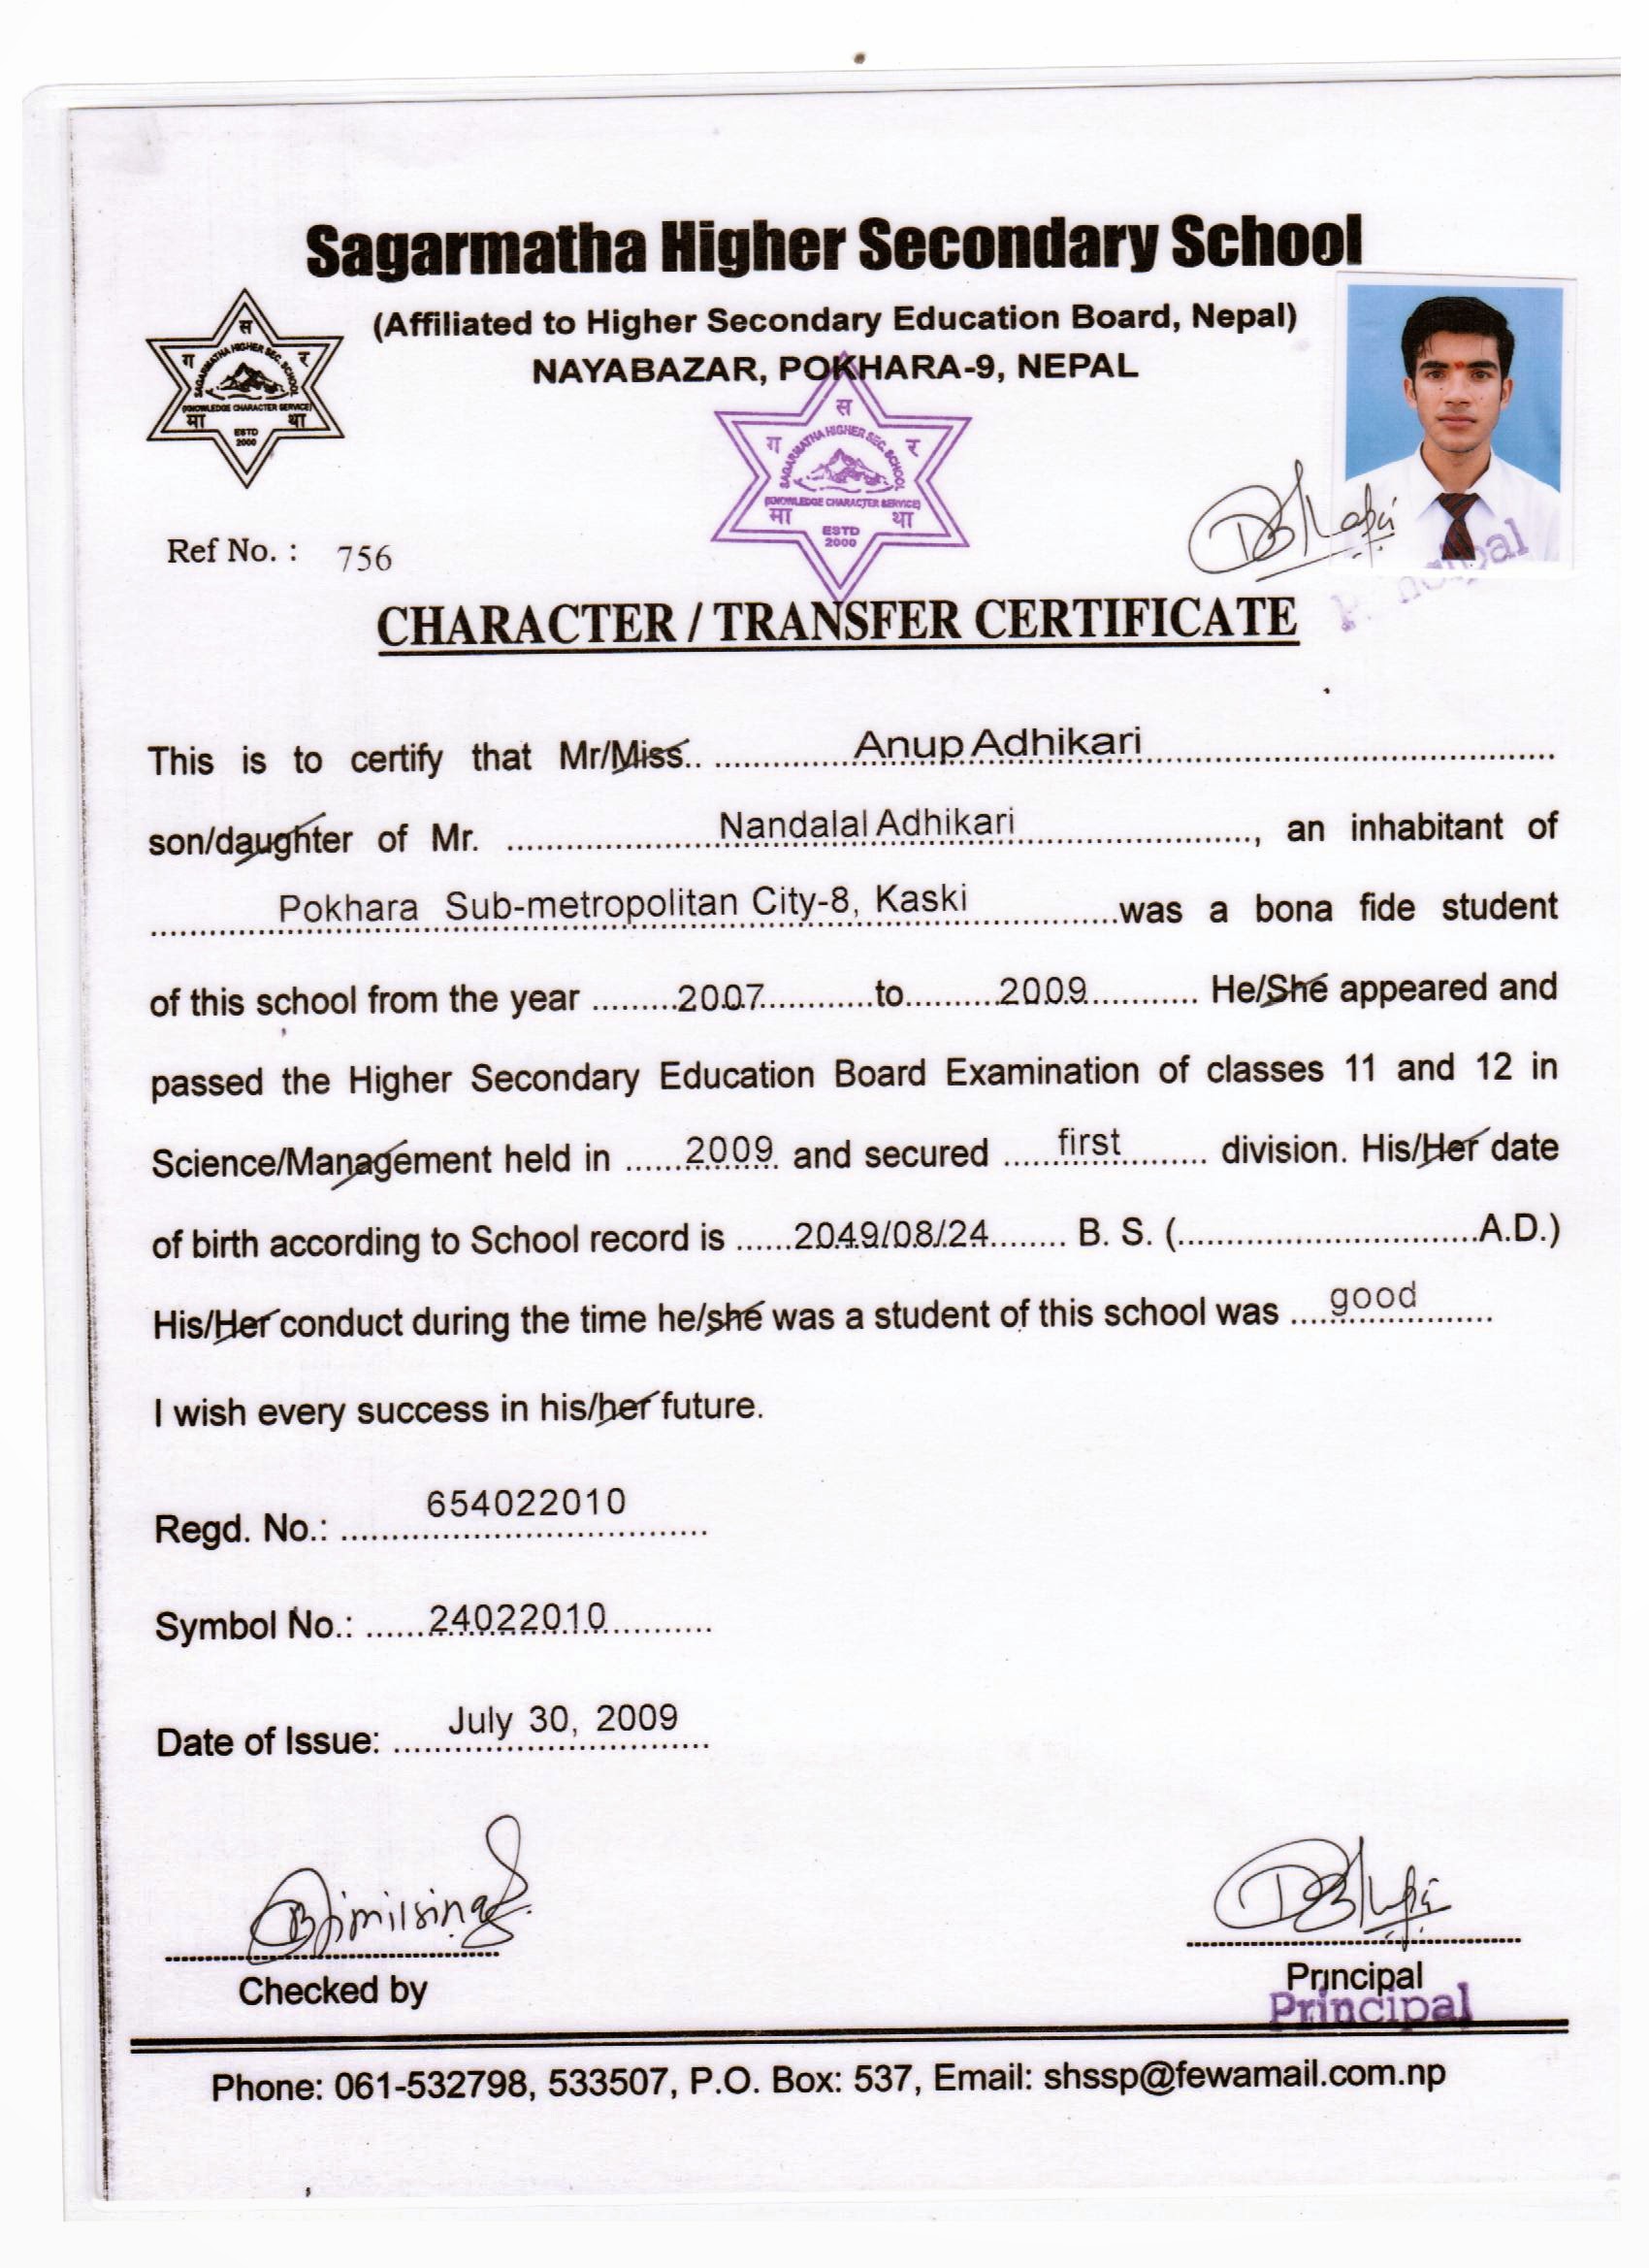 Sagarmatha Higher Secondary School
(Affiliated to Higher Secondary Education Board, Nepal)
NAYABAZAR, POKHARA-9, NEPAL
स
ग र
SAGARMATHA HIGHER SEC. SCHOOL
(KNOWLEDGE CHARACTER SERVICE)
मा था
ESTD
2000
स
ग र
SAGARMATHA HIGHER SEC. SCHOOL
(KNOWLEDGE CHARACTER SERVICE)
मा था
ESTD
2000
Principal
Ref No. : 756
CHARACTER / TRANSFER CERTIFICATE
This is to certify that Mr/Miss.. ..............Anup Adhikari..............
son/daughter of Mr. ..............Nandalal Adhikari.............., an inhabitant of
..............Pokhara Sub-metropolitan City-8, Kaski..............was a bona fide student
of this school from the year .........2007............to..........2009............ He/She appeared and
passed the Higher Secondary Education Board Examination of classes 11 and 12 in
Science/Management held in ......2009. and secured ......first......... division. His/Her date
of birth according to School record is ......2049/08/24........ B. S. (................................A.D.)
His/Her conduct during the time he/she was a student of this school was ....good........
I wish every success in his/her future.
Regd. No.: 654022010
Symbol No.: ......24022010............
Date of Issue: July 30, 2009
Checked by
Principal
Principal
Phone: 061-532798, 533507, P.O. Box: 537, Email: shssp@fewamail.com.np